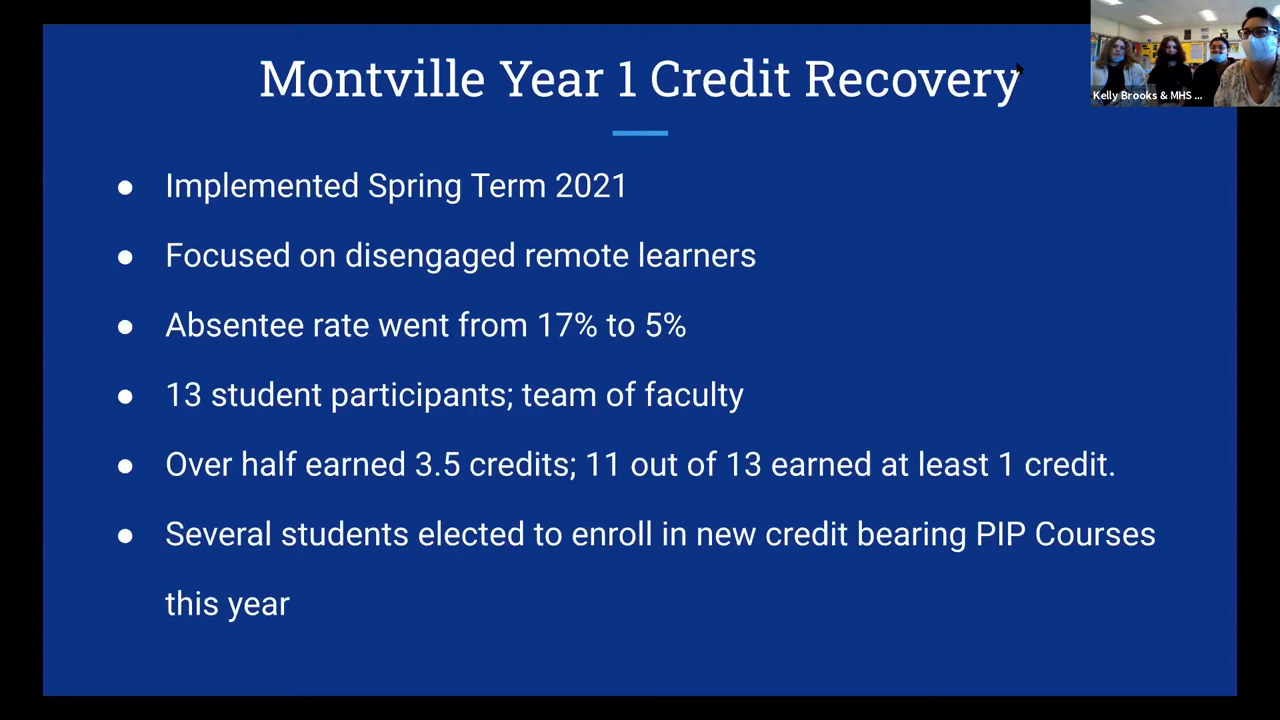 Montville Year 1 Credit Recovery
Kelly Brooks & MHS ...
● Implemented Spring Term 2021
● Focused on disengaged remote learners
● Absentee rate went from 17% to 5%
● 13 student participants; team of faculty
● Over half earned 3.5 credits; 11 out of 13 earned at least 1 credit.
● Several students elected to enroll in new credit bearing PIP Courses
this year